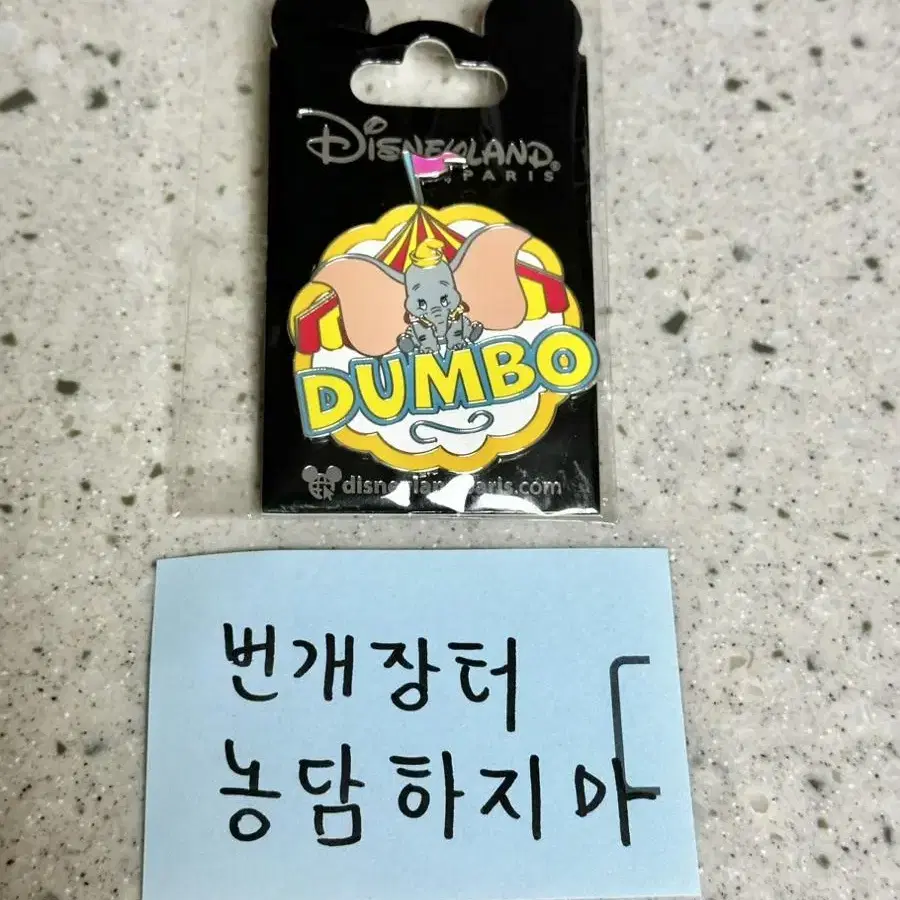 DISNEYLAND®
PARIS
DUMBO
disneylandparis.com
번개장터
농담하지마